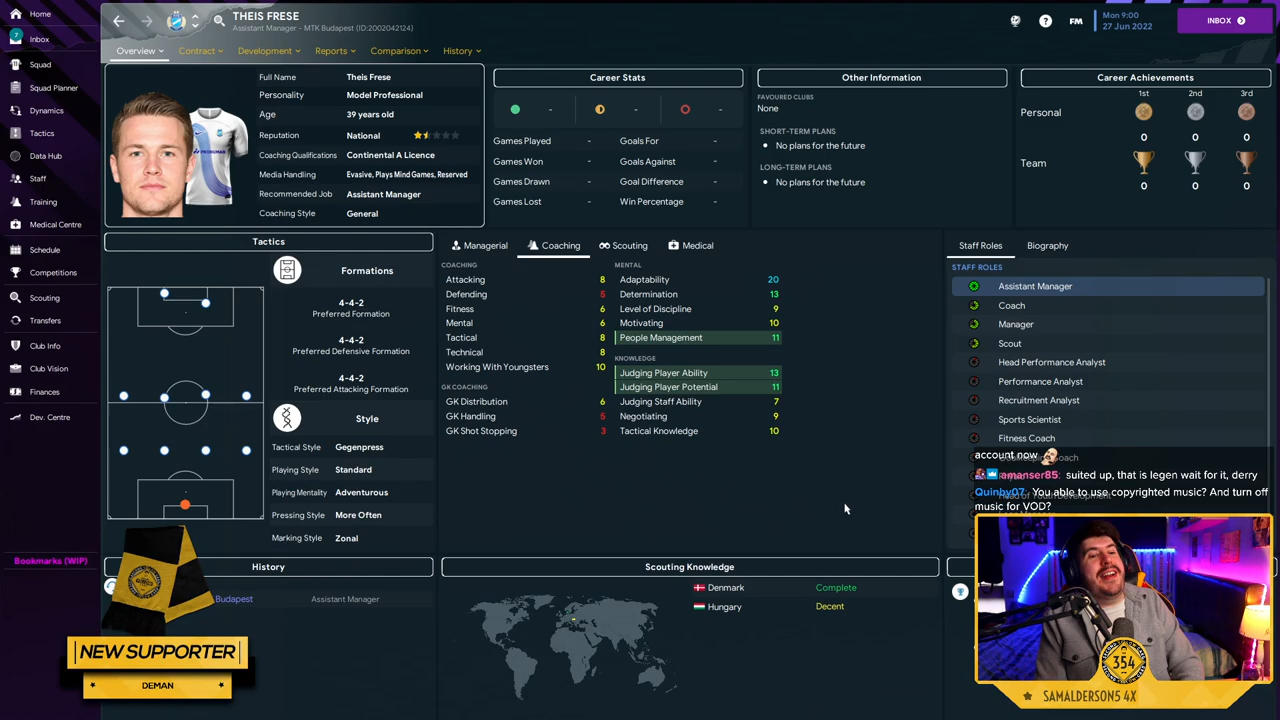 Home
Inbox
7
Squad
Squad Planner
Dynamics
Tactics
Data Hub
Staff
Training
Medical Centre
Schedule
Competitions
Scouting
Transfers
Club Info
Club Vision
Finances
Dev. Centre
Bookmarks (WIP)
THEIS FRESE
Assistant Manager - MTK Budapest (ID:2002042124)
FM
Mon 9:00
27 Jun 2022
INBOX
Overview
Contract
Development
Reports
Comparison
History
Full Name Theis Frese
Personality Model Professional
Age 39 years old
Reputation National
Coaching Qualifications Continental A Licence
Media Handling Evasive, Plays Mind Games, Reserved
Recommended Job Assistant Manager
Coaching Style General
Career Stats
- - -
Games Played - Goals For -
Games Won - Goals Against -
Games Drawn - Goal Difference -
Games Lost - Win Percentage -
Other Information
FAVOURED CLUBS
None
SHORT-TERM PLANS
No plans for the future
LONG-TERM PLANS
No plans for the future
Career Achievements
1st 2nd 3rd
Personal
0 0 0
Team
0 0 0
Tactics
Formations
4-4-2
Preferred Formation
4-4-2
Preferred Defensive Formation
4-4-2
Preferred Attacking Formation
Style
Tactical Style Gegenpress
Playing Style Standard
Playing Mentality Adventurous
Pressing Style More Often
Marking Style Zonal
Managerial
Coaching
Scouting
Medical
COACHING
Attacking 8
Defending 5
Fitness 6
Mental 6
Tactical 8
Technical 8
Working With Youngsters 10
GK COACHING
GK Distribution 6
GK Handling 5
GK Shot Stopping 3
MENTAL
Adaptability 20
Determination 13
Level of Discipline 9
Motivating 10
People Management 11
KNOWLEDGE
Judging Player Ability 13
Judging Player Potential 11
Judging Staff Ability 7
Negotiating 9
Tactical Knowledge 10
Staff Roles
Biography
STAFF ROLES
Assistant Manager
Coach
Manager
Scout
Head Performance Analyst
Performance Analyst
Recruitment Analyst
Sports Scientist
Fitness Coach
account now
amanser85: suited up, that is legen wait for it, derry
Quinby07: You able to use copyrighted music? And turn off
music for VOD?
History
Budapest Assistant Manager
Scouting Knowledge
Denmark Complete
Hungary Decent
NEW SUPPORTER
DEMAN
354
SAMALDERSON5 4X